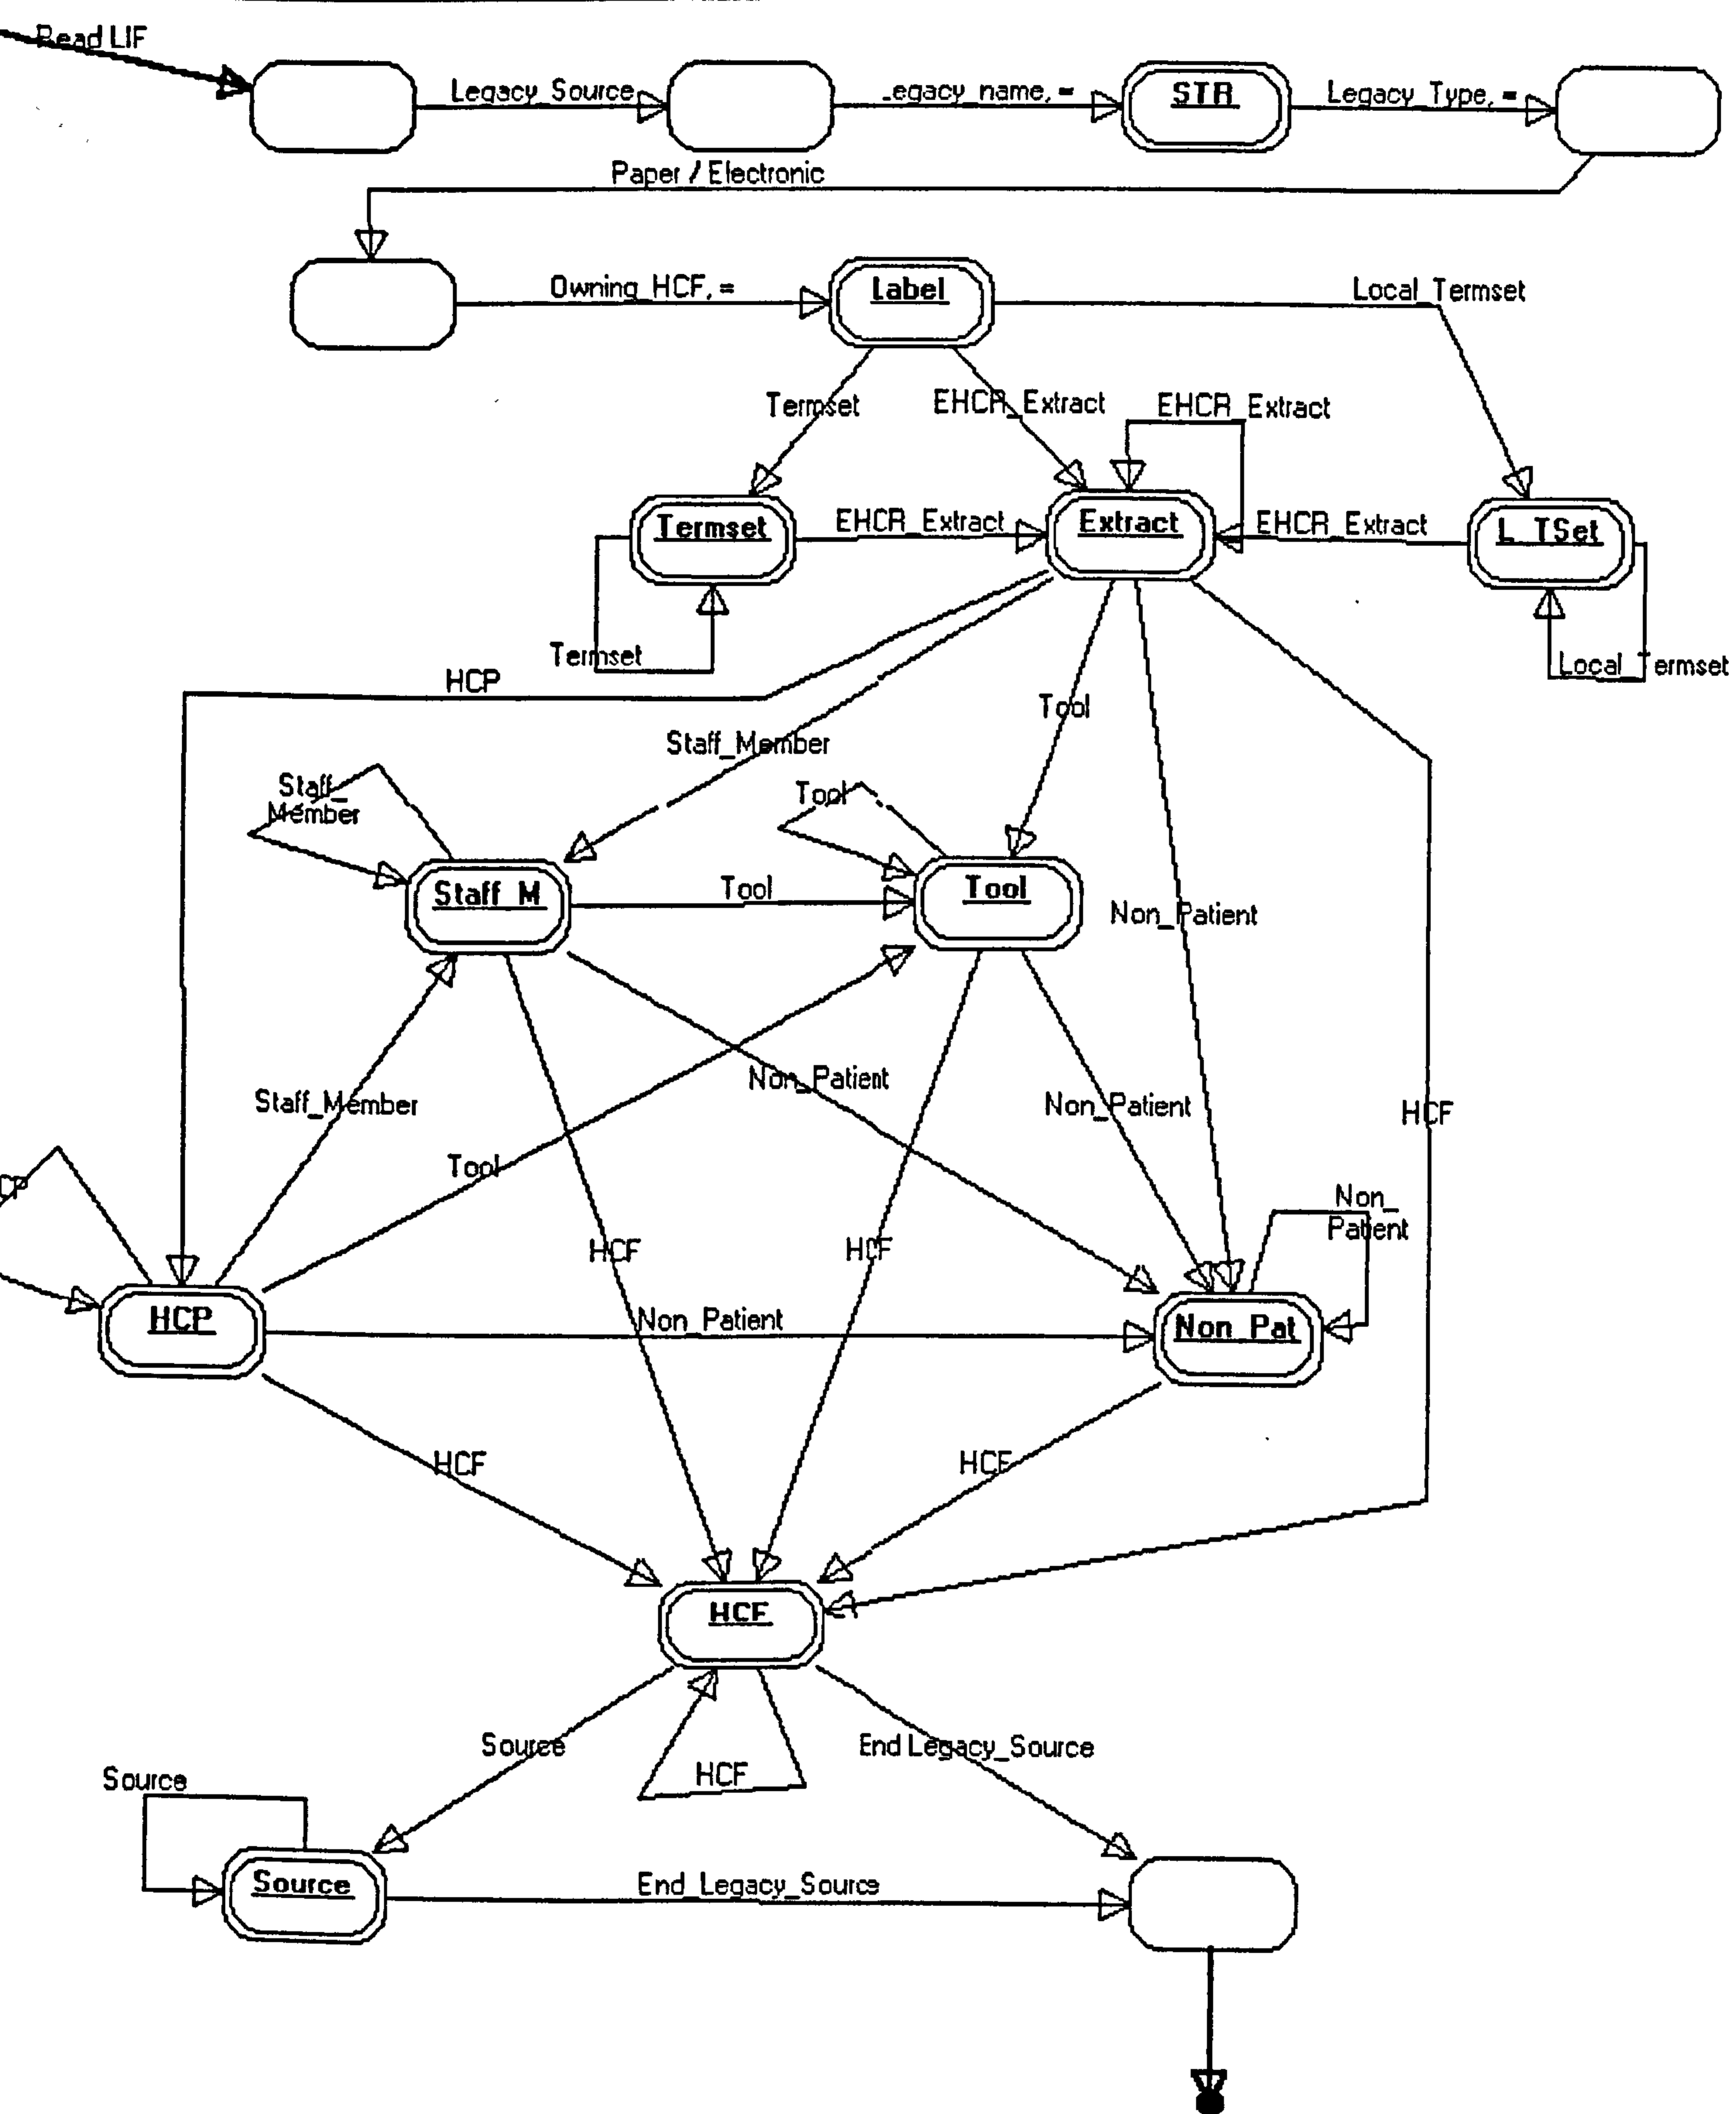 Read LIF
Legacy_Source
Legacy_name, =
STR
Legacy_Type, =
Paper / Electronic
Owning_HCF, =
Label
Local_Termset
Termset
EHCR_Extract
EHCR_Extract
Termset
EHCR_Extract
Extract
EHCR_Extract
L_TSet
Termset
Local_Termset
HCP
Tool
Staff_Member
Staff_
Member
Tool
Staff_M
Tool
Tool
Non_Patient
Non_Patient
Staff_Member
Non_Patient
HCF
Tool
CP
Non_
Patient
HCF
HCF
HCP
Non_Patient
Non_Pat
HCF
HCF
HCF
Source
End Legacy_Source
HCF
Source
Source
End_Legacy_Source